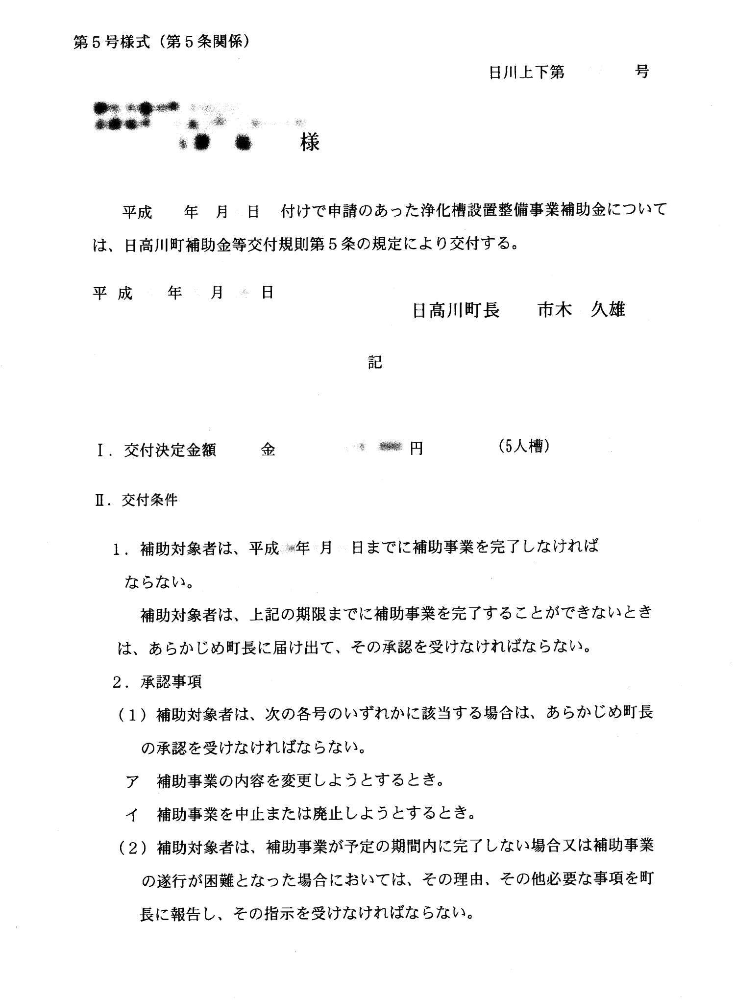 第５号様式（第５条関係）
日川上下第　　　　号
様
平成　　年　月　日　付けで申請のあった浄化槽設置整備事業補助金について
は、日高川町補助金等交付規則第５条の規定により交付する。
平成　　年　　月　　日
日高川町長　　市木　久雄
記
Ⅰ．交付決定金額　　　金　　　　　　　　円　　　　　（5人槽）
Ⅱ．交付条件
１．補助対象者は、平成　年　月　日までに補助事業を完了しなければ
ならない。
補助対象者は、上記の期限までに補助事業を完了することができないとき
は、あらかじめ町長に届け出て、その承認を受けなければならない。
２．承認事項
（１）補助対象者は、次の各号のいずれかに該当する場合は、あらかじめ町長
の承認を受けなければならない。
ア　補助事業の内容を変更しようとするとき。
イ　補助事業を中止または廃止しようとするとき。
（２）補助対象者は、補助事業が予定の期間内に完了しない場合又は補助事業
の遂行が困難となった場合においては、その理由、その他必要な事項を町
長に報告し、その指示を受けなければならない。